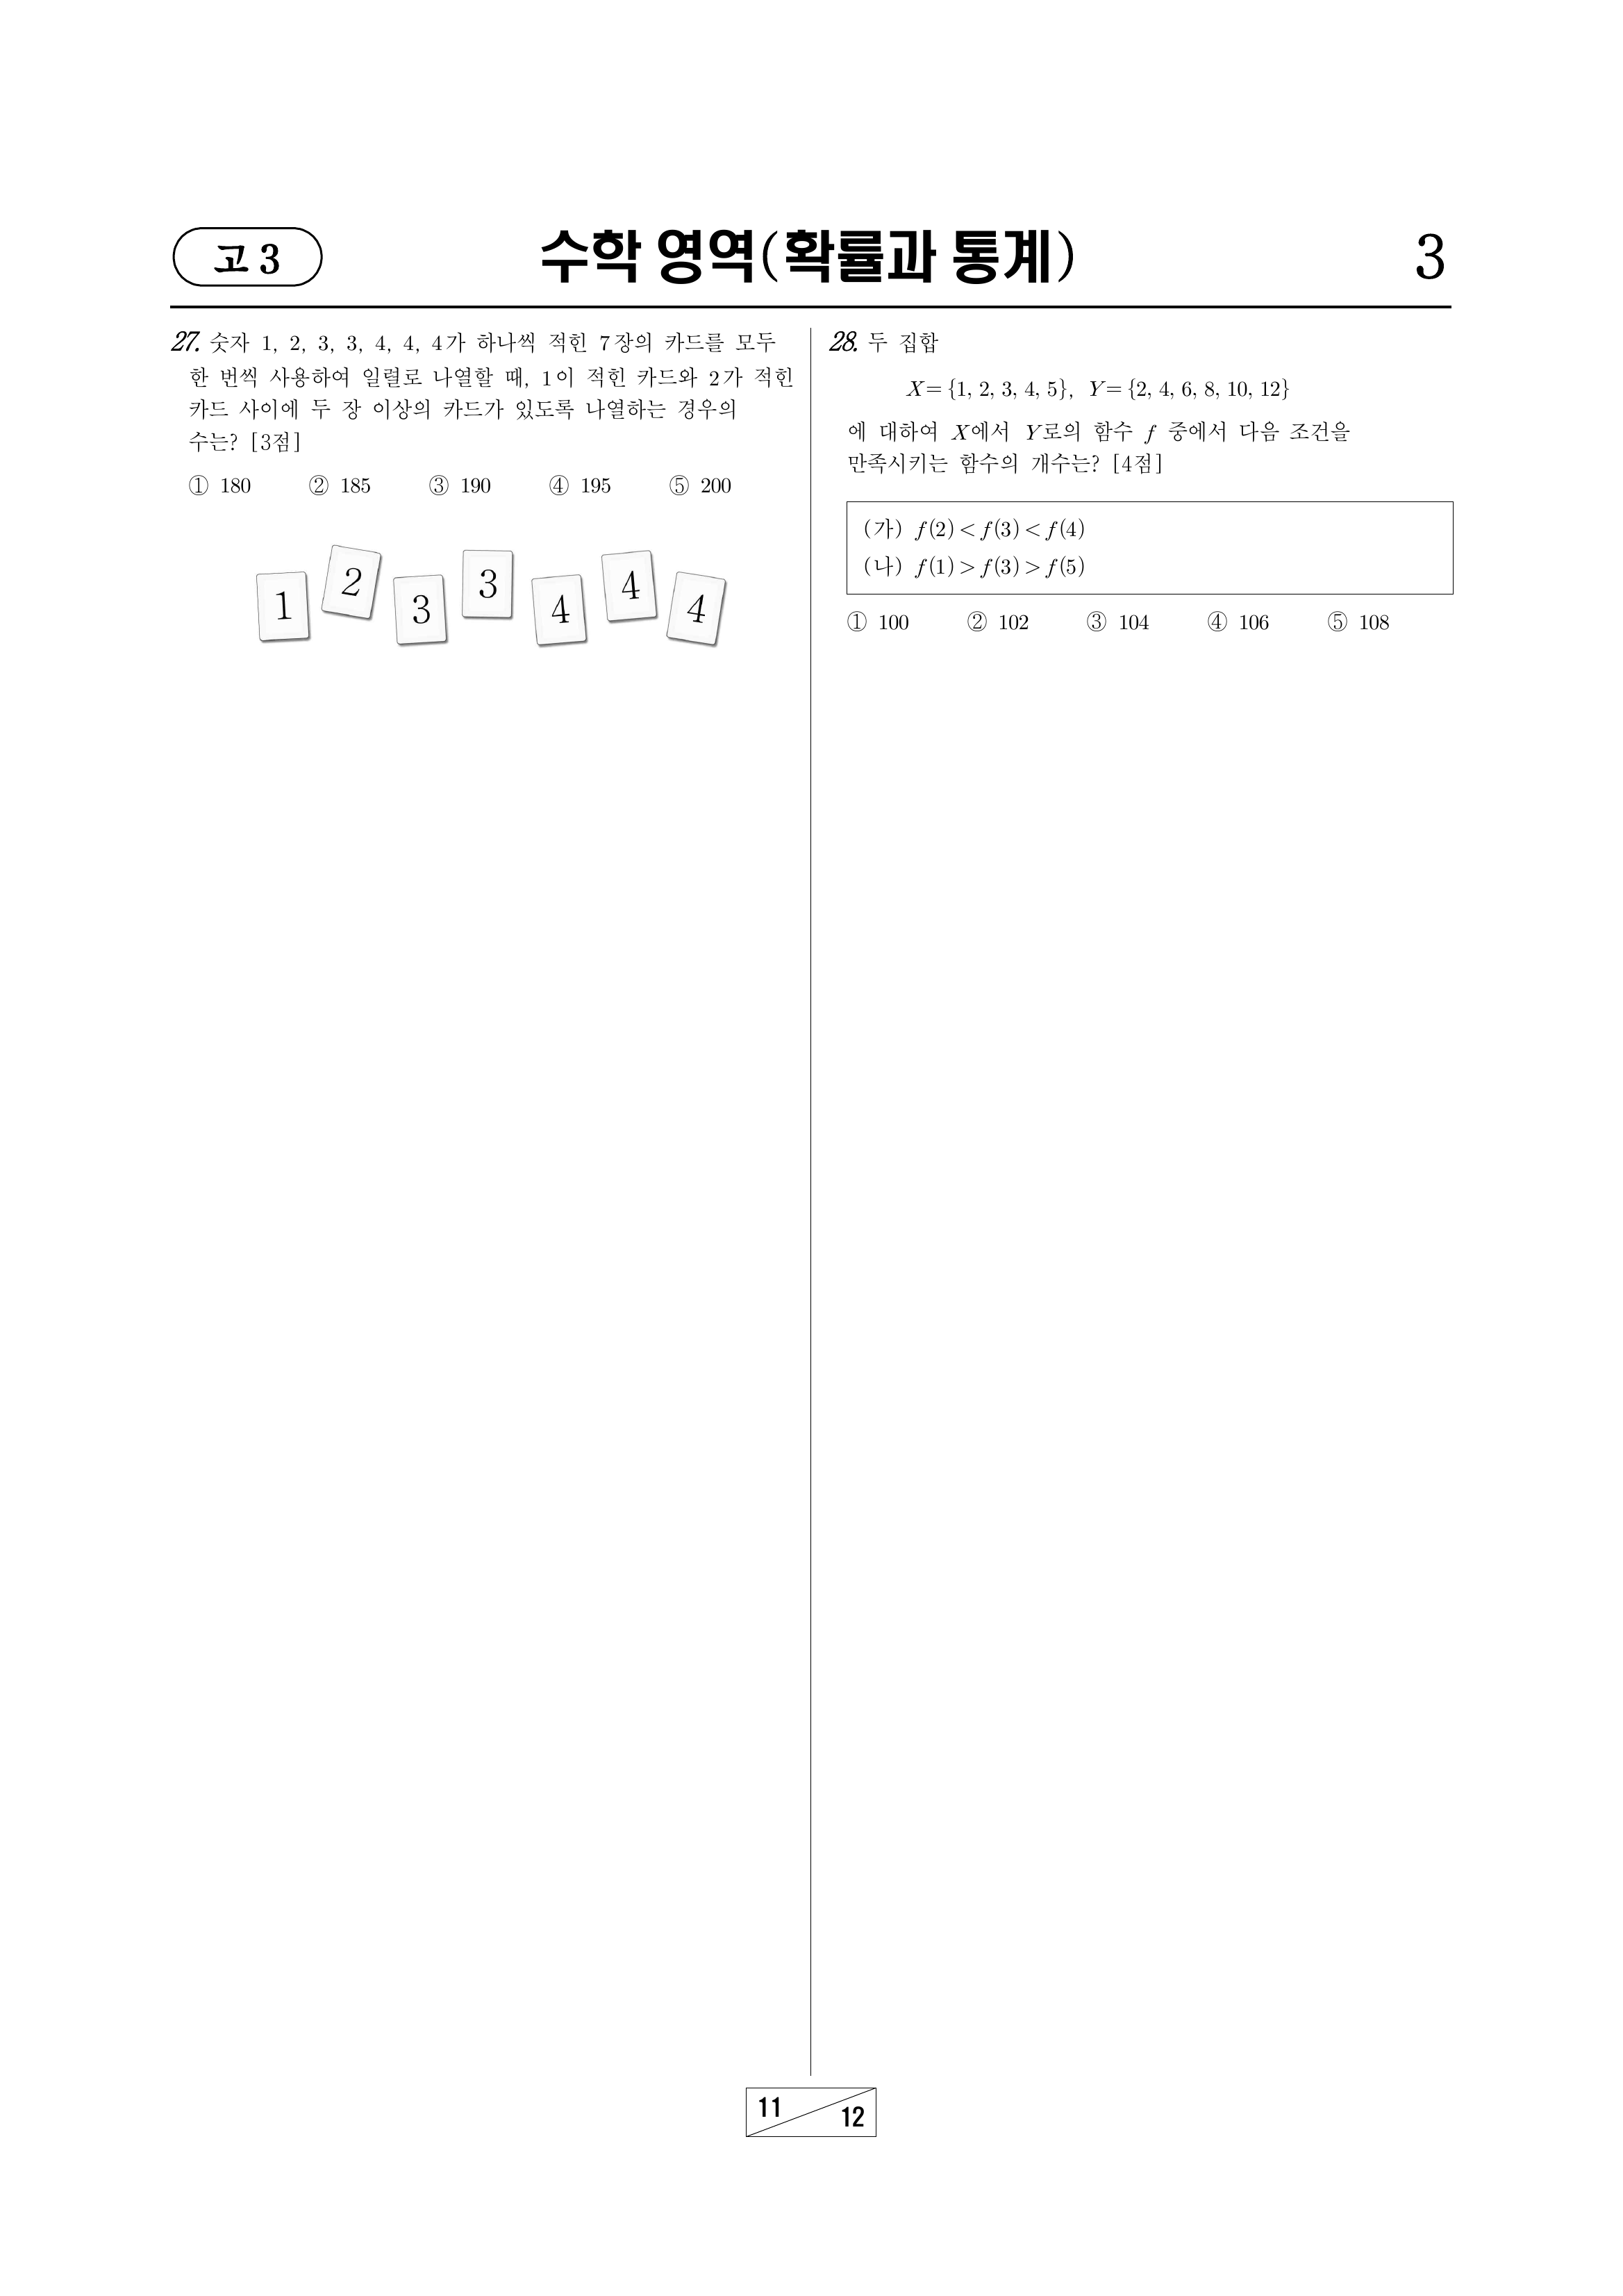 고 3
수학 영역(확률과 통계)
3
27. 숫자 1, 2, 3, 3, 4, 4, 4가 하나씩 적힌 7장의 카드를 모두
한 번씩 사용하여 일렬로 나열할 때, 1이 적힌 카드와 2가 적힌
카드 사이에 두 장 이상의 카드가 있도록 나열하는 경우의
수는? [3점]
① 180 ② 185 ③ 190 ④ 195 ⑤ 200
1 2 3 3 4 4 4
28. 두 집합
X={1, 2, 3, 4, 5}, Y={2, 4, 6, 8, 10, 12}
에 대하여 X에서 Y로의 함수 f 중에서 다음 조건을
만족시키는 함수의 개수는? [4점]
(가) f(2)<f(3)<f(4)
(나) f(1)>f(3)>f(5)
① 100 ② 102 ③ 104 ④ 106 ⑤ 108
11
12